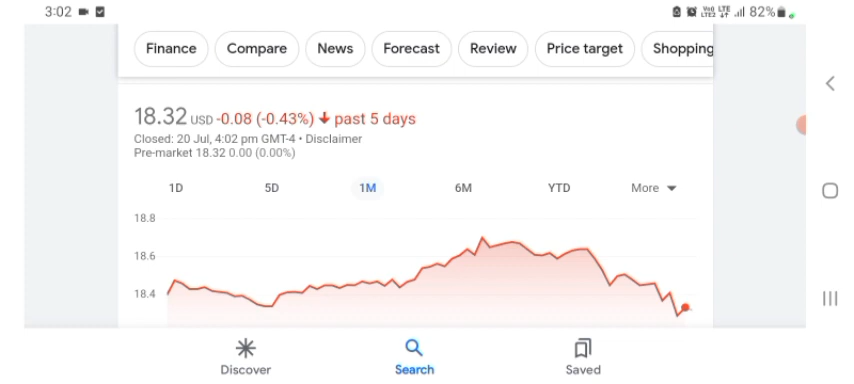 3:02
82%
Finance Compare News Forecast Review Price target Shopping
18.32 USD -0.08 (-0.43%) past 5 days
Closed: 20 Jul, 4:02 pm GMT-4 • Disclaimer
Pre-market 18.32 0.00 (0.00%)
1D 5D 1M 6M YTD More
18.8
18.6
18.4
Discover Search Saved